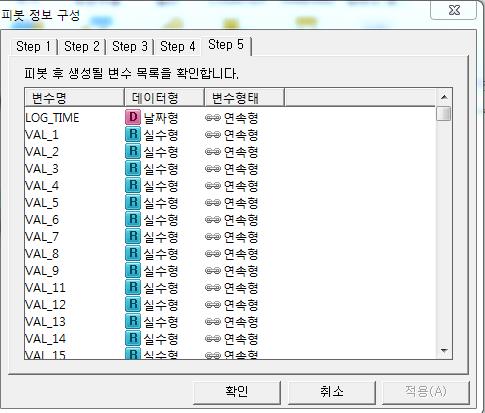 피봇 정보 구성
Step 1 Step 2 Step 3 Step 4 Step 5
피봇 후 생성될 변수 목록을 확인합니다.
변수명 데이터형 변수형태
LOG_TIME D 날짜형 연속형
VAL_1 R 실수형 연속형
VAL_2 R 실수형 연속형
VAL_3 R 실수형 연속형
VAL_4 R 실수형 연속형
VAL_5 R 실수형 연속형
VAL_6 R 실수형 연속형
VAL_7 R 실수형 연속형
VAL_8 R 실수형 연속형
VAL_9 R 실수형 연속형
VAL_11 R 실수형 연속형
VAL_12 R 실수형 연속형
VAL_13 R 실수형 연속형
VAL_14 R 실수형 연속형
VAL_15 R 실수형 연속형
확인 취소 적용(A)